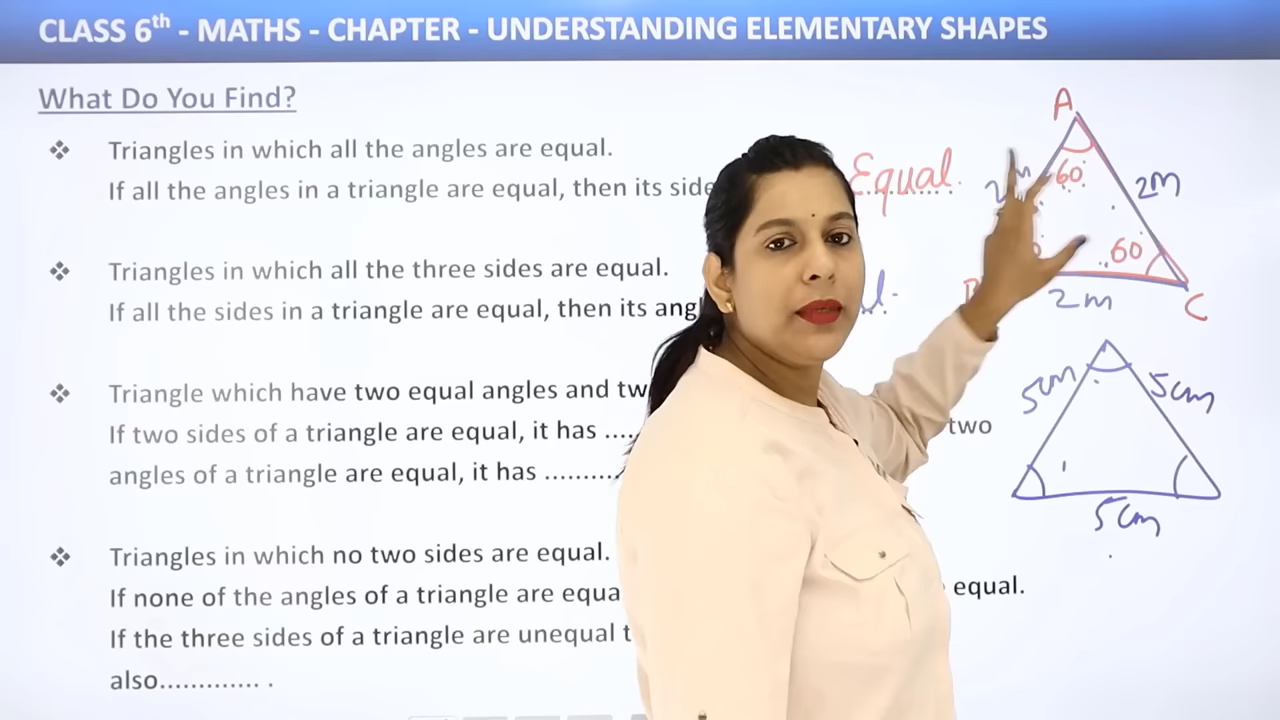 CLASS 6th - MATHS - CHAPTER - UNDERSTANDING ELEMENTARY SHAPES
What Do You Find?
❖ Triangles in which all the angles are equal.
If all the angles in a triangle are equal, then its side Equal
❖ Triangles in which all the three sides are equal.
If all the sides in a triangle are equal, then its ang
❖ Triangle which have two equal angles and tw
If two sides of a triangle are equal, it has .... two
angles of a triangle are equal, it has ..........
❖ Triangles in which no two sides are equal.
If none of the angles of a triangle are equa equal.
If the three sides of a triangle are unequal t
also............. .
A
60
2m
60
2m
C
5cm
5cm
5cm